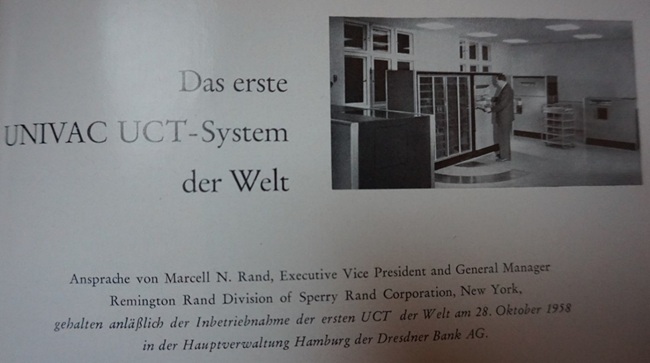 Das erste
UNIVAC UCT-System
der Welt
Ansprache von Marcell N. Rand, Executive Vice President and General Manager
Remington Rand Division of Sperry Rand Corporation, New York,
gehalten anläßlich der Inbetriebnahme der ersten UCT der Welt am 28. Oktober 1958
in der Hauptverwaltung Hamburg der Dresdner Bank AG.